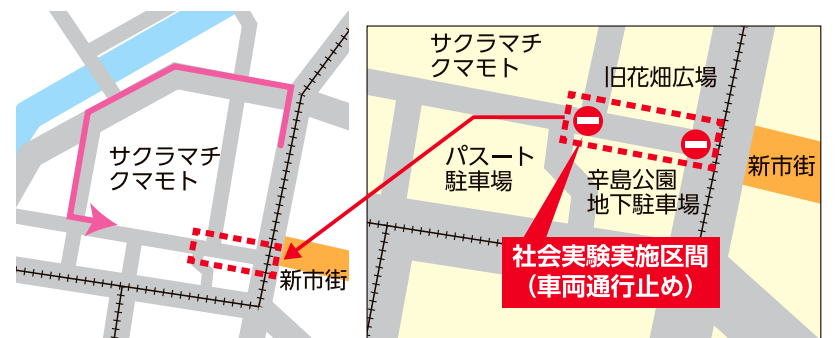 サクラマチ
クマモト
新市街
サクラマチ
クマモト
旧花畑広場
パスート
駐車場
辛島公園
地下駐車場
新市街
社会実験実施区間
（車両通行止め）